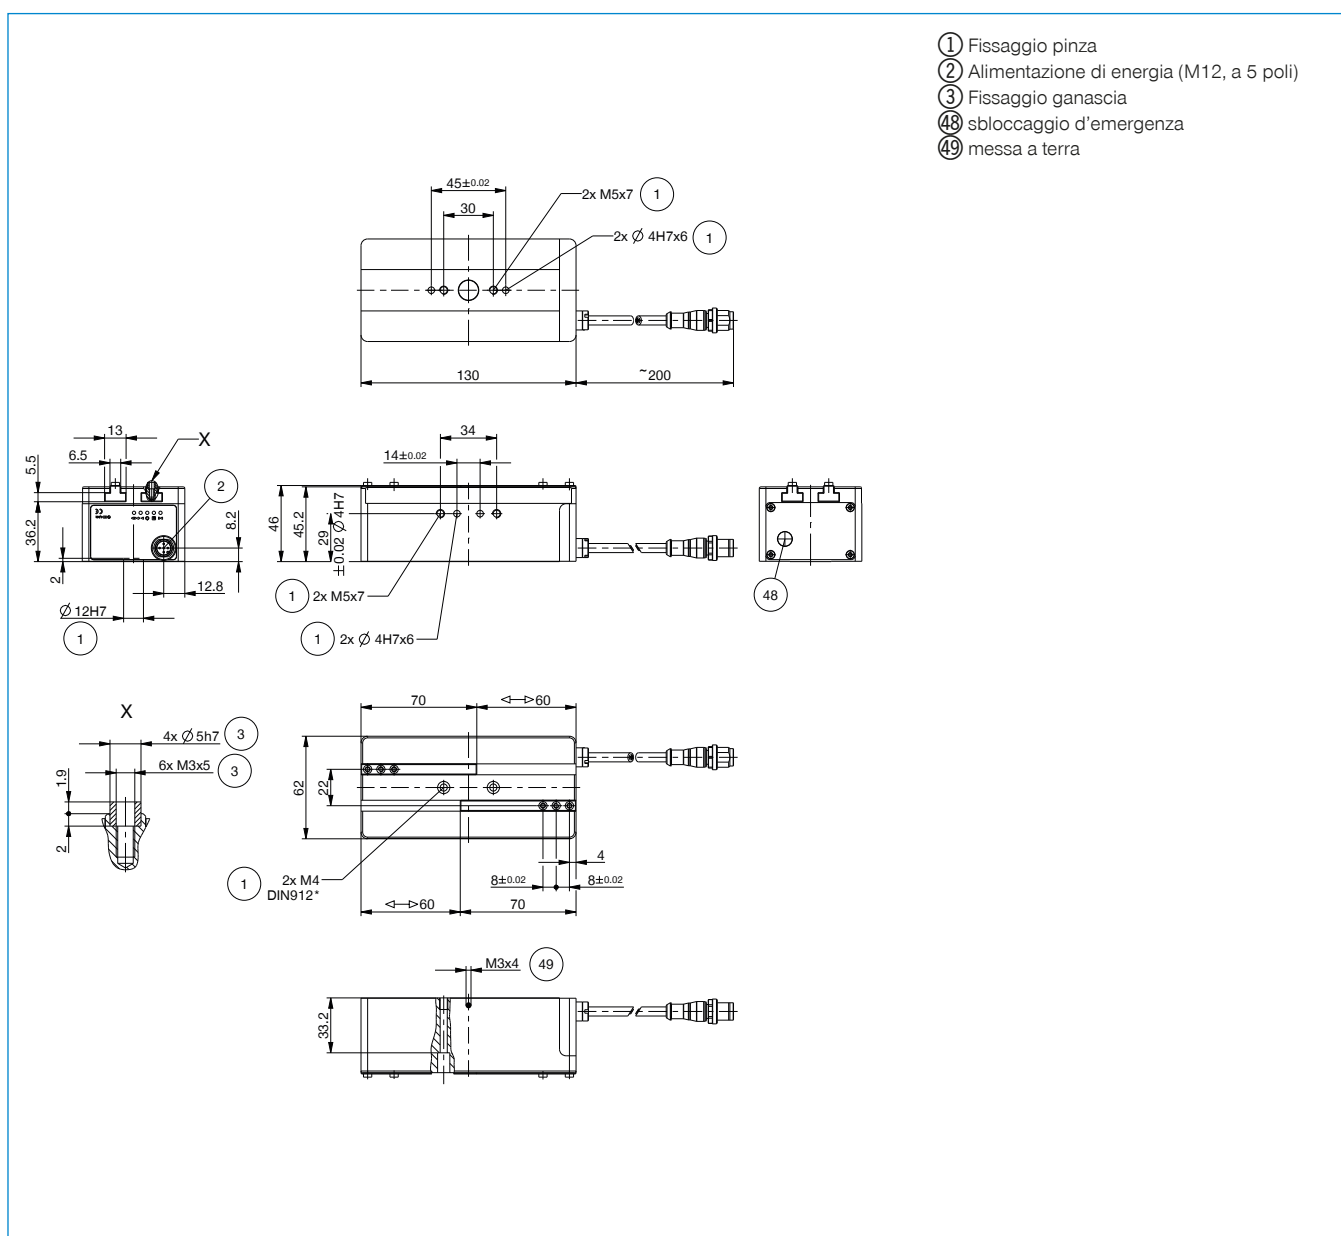 1 Fissaggio pinza
2 Alimentazione di energia (M12, a 5 poli)
3 Fissaggio ganascia
48 sbloccaggio d'emergenza
49 messa a terra
45±0.02
2x M5x7 1
30
2x Ø 4H7x6 1
130
~200
13
X
6.5
5.5
2
36.2
8.2
2
12.8
Ø 12H7
1
34
14±0.02
46
45.2
29
±0.02 Ø 4H7
1 2x M5x7
1 2x Ø 4H7x6
48
X
4x Ø 5h7 3
6x M3x5 3
1.9
2
70
60
62
22
4
1 2x M4
DIN912*
8±0.02
8±0.02
60
70
M3x4 49
33.2